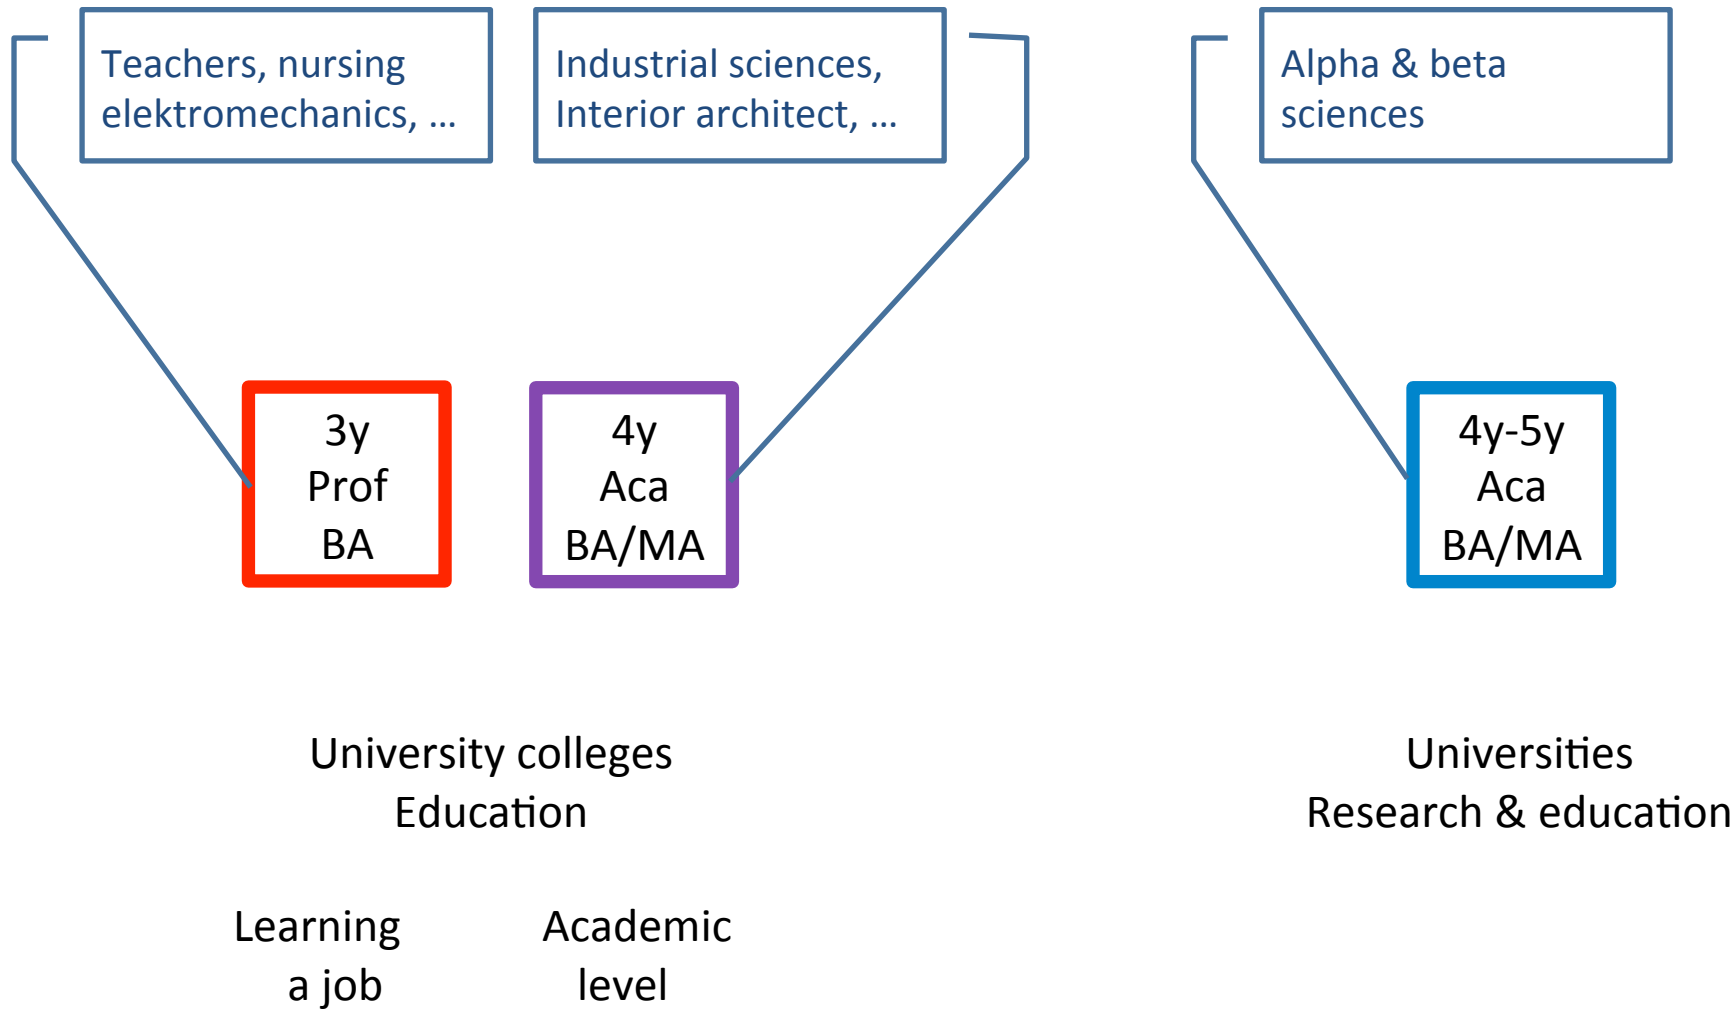 Teachers, nursing
elektromechanics, …
Industrial sciences,
Interior architect, …
Alpha & beta
sciences
3y
Prof
BA
4y
Aca
BA/MA
4y-5y
Aca
BA/MA
University colleges
Education
Universities
Research & education
Learning
a job
Academic
level